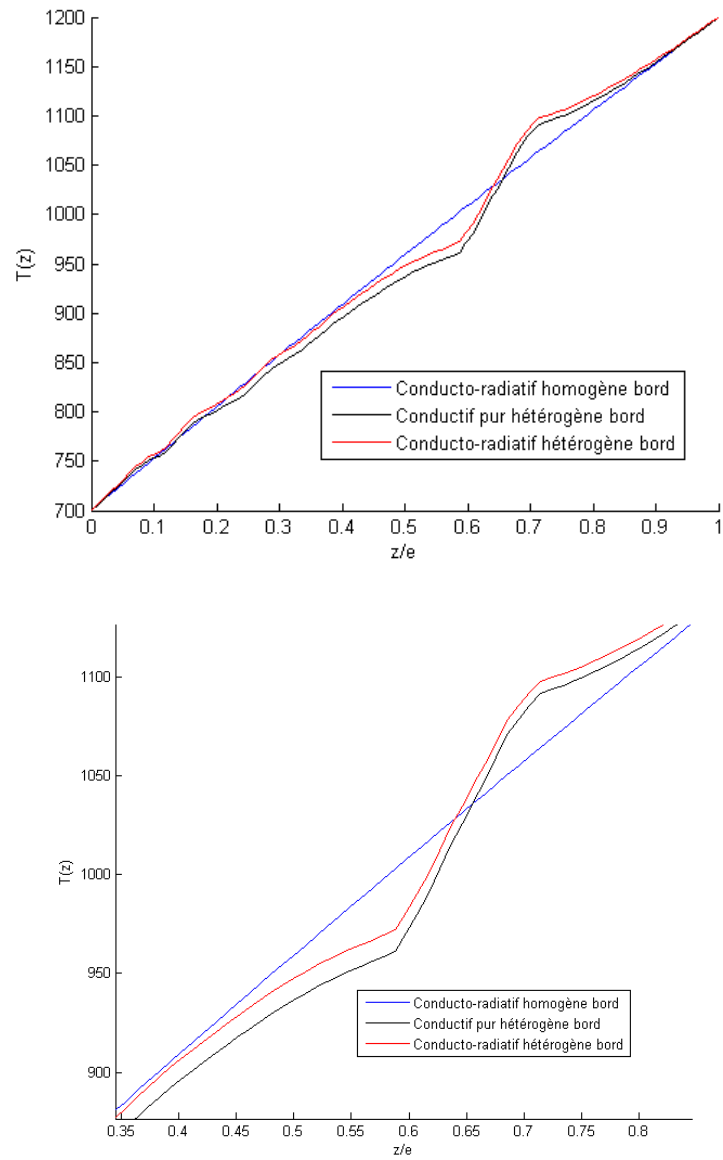 1200
1150
1100
1050
1000
950
900
850
800
750
700
T(z)
0 0.1 0.2 0.3 0.4 0.5 0.6 0.7 0.8 0.9 1
z/e
Conducto-radiatif homogène bord
Conductif pur hétérogène bord
Conducto-radiatif hétérogène bord
1100
1050
1000
950
900
T(z)
0.35 0.4 0.45 0.5 0.55 0.6 0.65 0.7 0.75 0.8
z/e
Conducto-radiatif homogène bord
Conductif pur hétérogène bord
Conducto-radiatif hétérogène bord